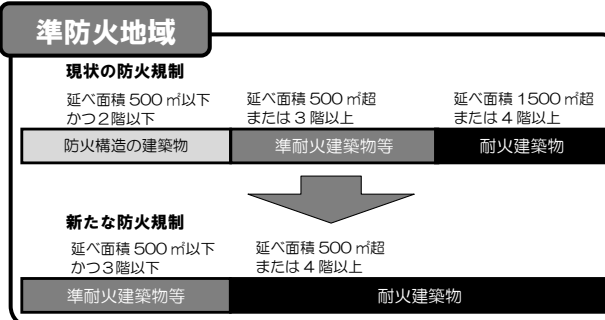 準防火地域
現状の防火規制
延べ面積 500 ㎡以下
かつ2階以下
延べ面積 500 ㎡超
または 3 階以上
延べ面積 1500 ㎡超
または 4 階以上
防火構造の建築物
準耐火建築物等
耐火建築物
新たな防火規制
延べ面積 500 ㎡以下
かつ3階以下
延べ面積 500 ㎡超
または 4 階以上
準耐火建築物等
耐火建築物